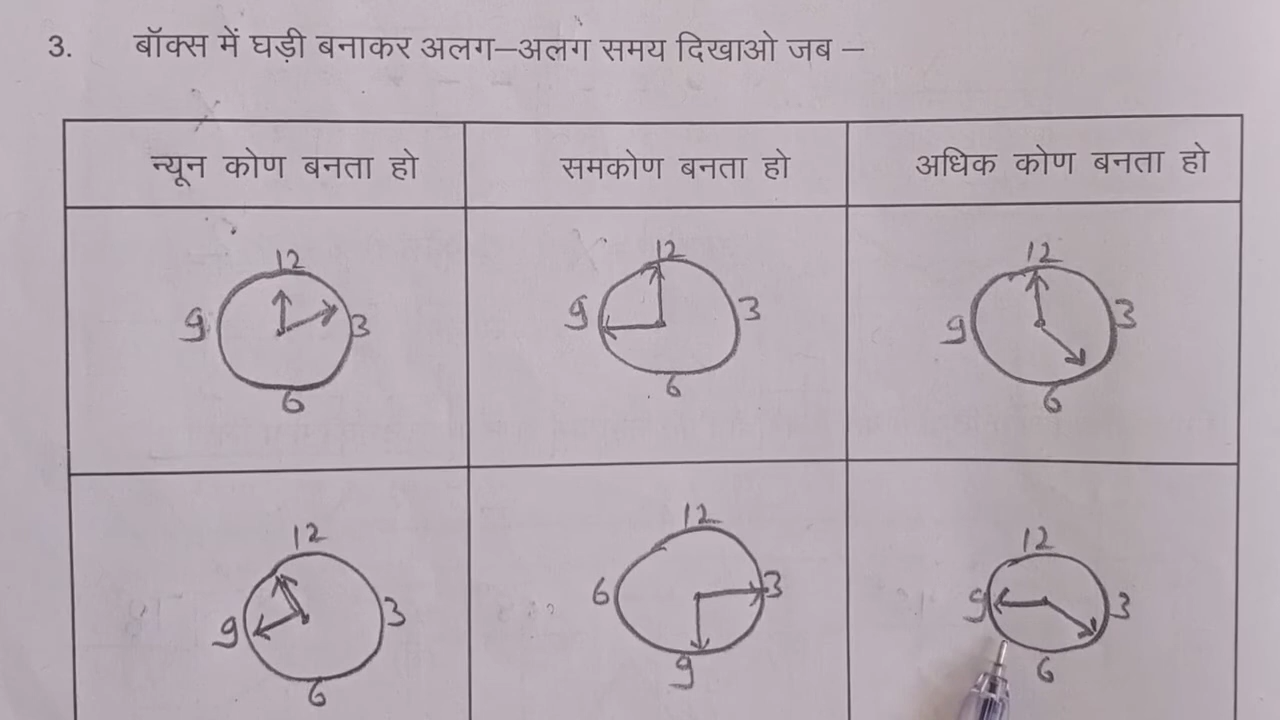 3. बॉक्स में घड़ी बनाकर अलग–अलग समय दिखाओ जब –
न्यून कोण बनता हो समकोण बनता हो अधिक कोण बनता हो
12 12 12
9 3 9 3 9 3
6 6 6
12 12 12
9 3 6 3 9 3
6 9 6